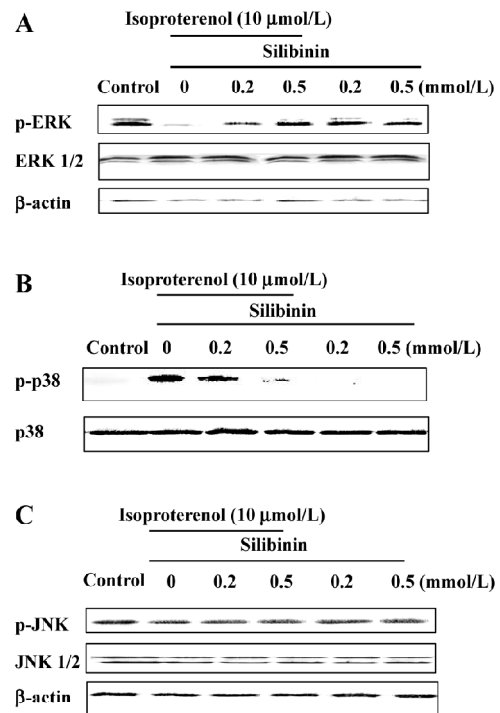 A
Isoproterenol (10 μmol/L)
Silibinin
Control 0 0.2 0.5 0.2 0.5 (mmol/L)
p-ERK
ERK 1/2
β-actin
B
Isoproterenol (10 μmol/L)
Silibinin
Control 0 0.2 0.5 0.2 0.5 (mmol/L)
p-p38
p38
C
Isoproterenol (10 μmol/L)
Silibinin
Control 0 0.2 0.5 0.2 0.5 (mmol/L)
p-JNK
JNK 1/2
β-actin